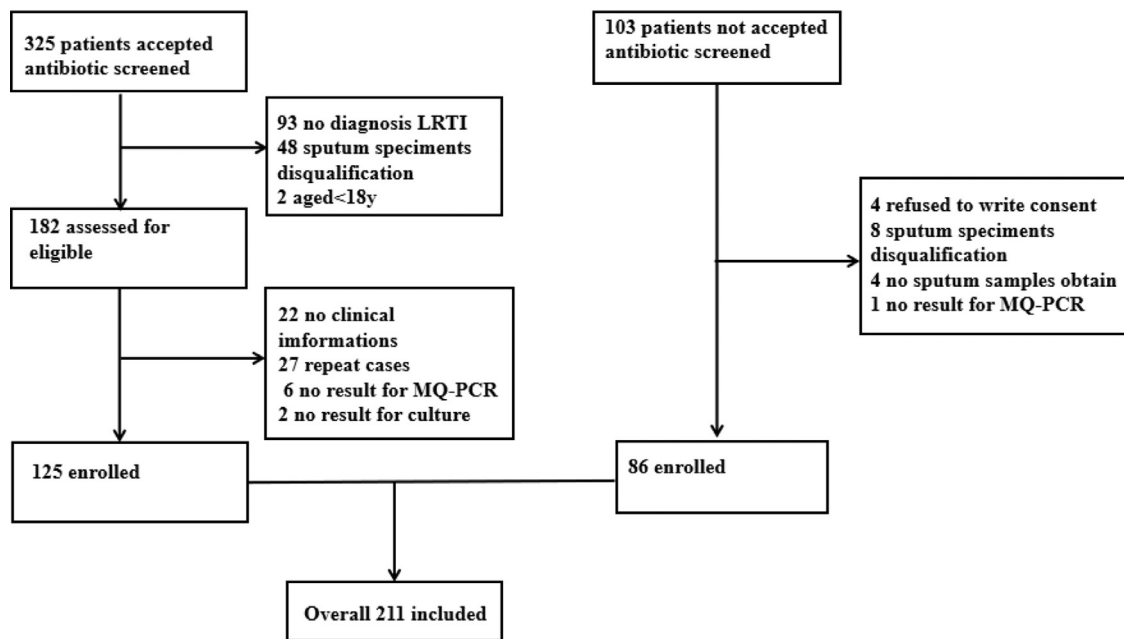 325 patients accepted
antibiotic screened
103 patients not accepted
antibiotic screened
93 no diagnosis LRTI
48 sputum speciments
disqualification
2 aged<18y
182 assessed for
eligible
4 refused to write consent
8 sputum speciments
disqualification
4 no sputum samples obtain
1 no result for MQ-PCR
22 no clinical
imformations
27 repeat cases
6 no result for MQ-PCR
2 no result for culture
125 enrolled
86 enrolled
Overall 211 included